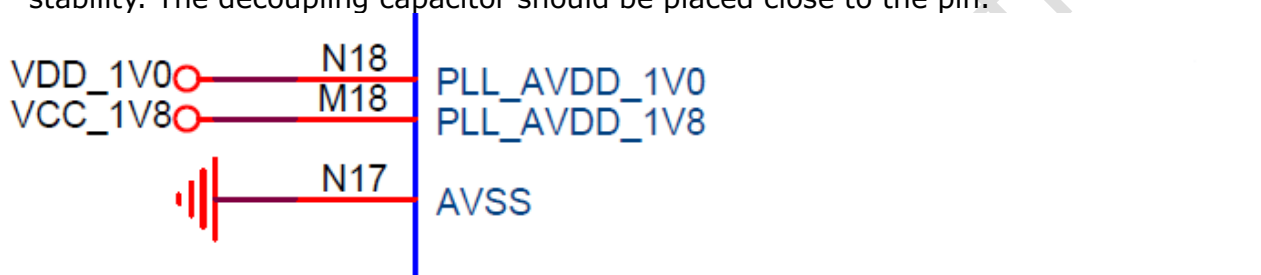 stability. The decoupling capacitor should be placed close to the pin.
VDD_1V0 N18 PLL_AVDD_1V0
VCC_1V8 M18 PLL_AVDD_1V8
N17 AVSS